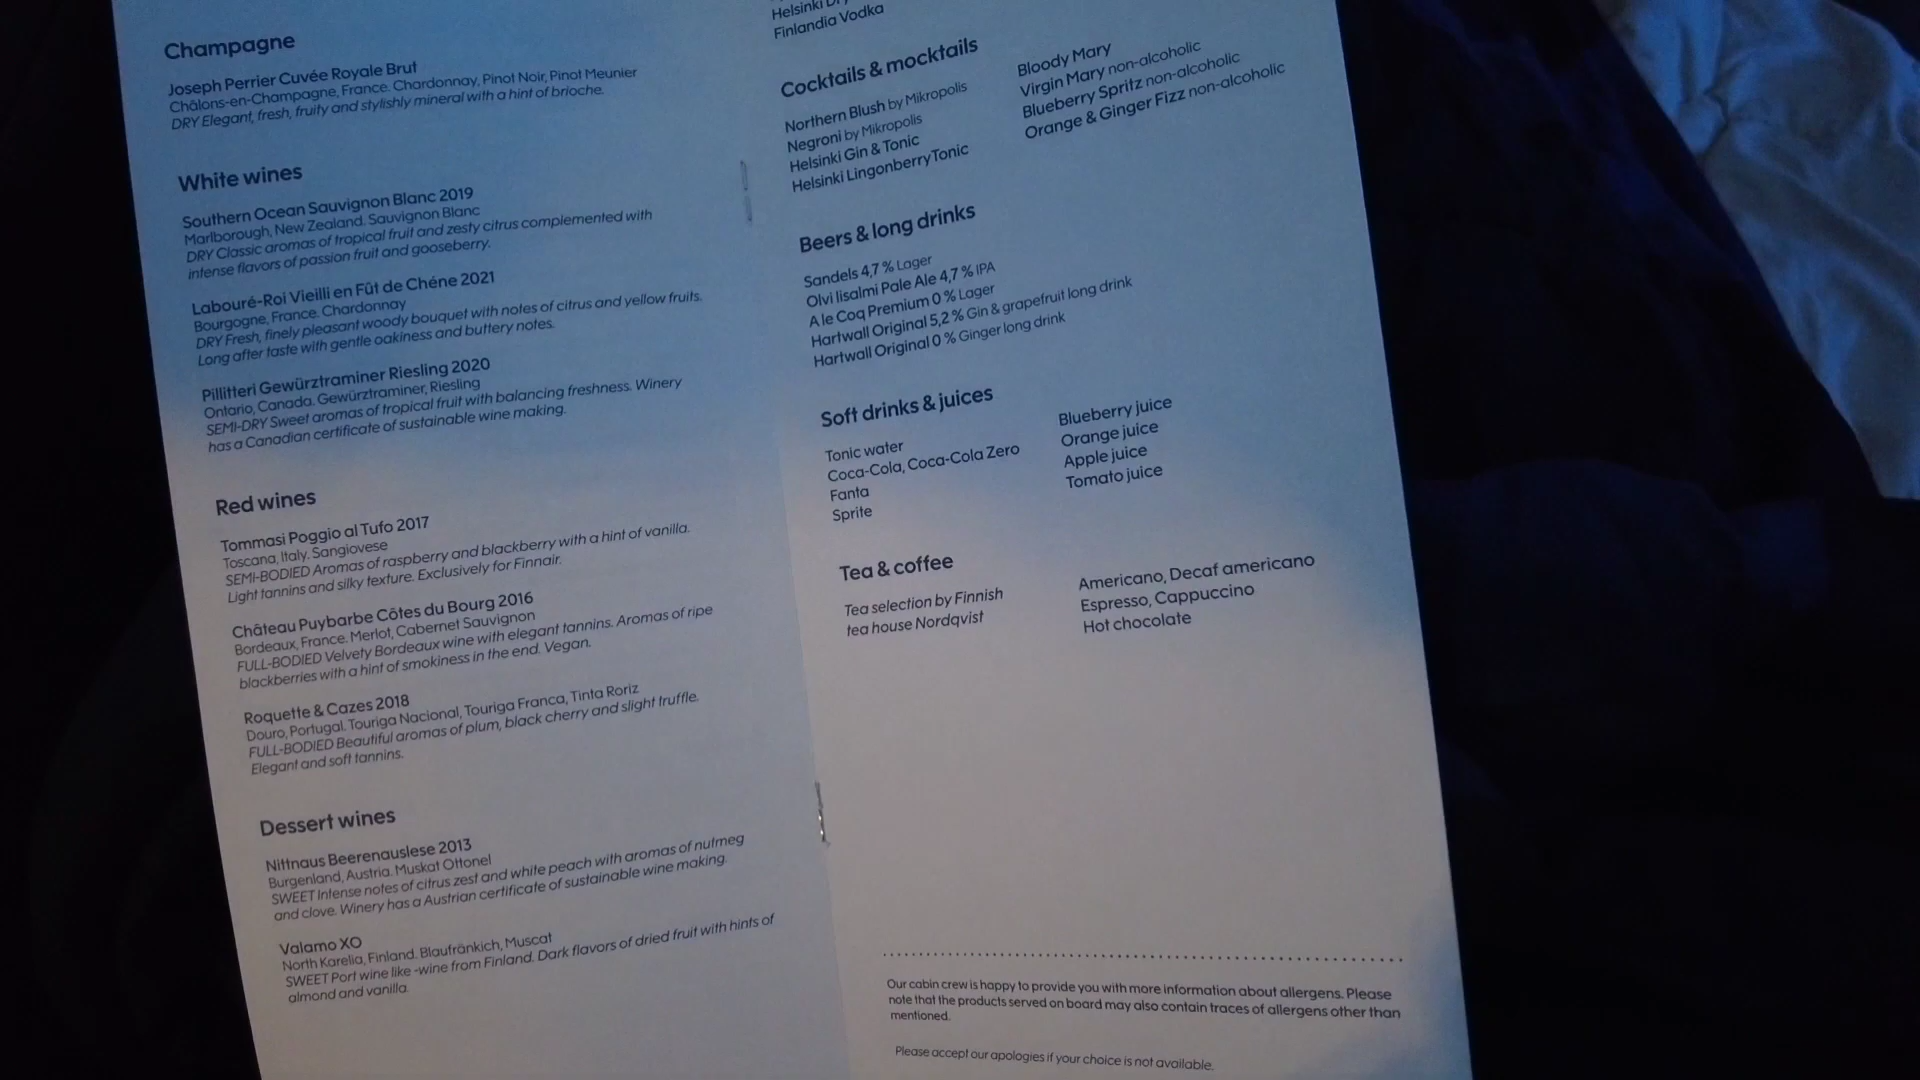 Champagne
Joseph Perrier Cuvée Royale Brut
Châlons-en-Champagne, France. Chardonnay, Pinot Noir, Pinot Meunier
DRY Elegant, fresh, fruity and stylishly mineral with a hint of brioche.
White wines
Southern Ocean Sauvignon Blanc 2019
Marlborough, New Zealand. Sauvignon Blanc
DRY Classic aromas of tropical fruit and zesty citrus complemented with
intense flavors of passion fruit and gooseberry.
Labouré-Roi Vieilli en Fût de Chéne 2021
Bourgogne, France. Chardonnay
DRY Fresh, finely pleasant woody bouquet with notes of citrus and yellow fruits.
Long after taste with gentle oakiness and buttery notes.
Pillitteri Gewürztraminer Riesling 2020
Ontario, Canada. Gewürztraminer, Riesling
SEMI-DRY Sweet aromas of tropical fruit with balancing freshness. Winery
has a Canadian certificate of sustainable wine making.
Red wines
Tommasi Poggio al Tufo 2017
Toscana, Italy. Sangiovese
SEMI-BODIED Aromas of raspberry and blackberry with a hint of vanilla.
Light tannins and silky texture. Exclusively for Finnair.
Château Puybarbe Côtes du Bourg 2016
Bordeaux, France. Merlot, Cabernet Sauvignon
FULL-BODIED Velvety Bordeaux wine with elegant tannins. Aromas of ripe
blackberries with a hint of smokiness in the end. Vegan.
Roquette & Cazes 2018
Douro, Portugal. Touriga Nacional, Touriga Franca, Tinta Roriz
FULL-BODIED Beautiful aromas of plum, black cherry and slight truffle.
Elegant and soft tannins.
Dessert wines
Nittnaus Beerenauslese 2013
Burgenland, Austria. Muskat Ottonel
SWEET Intense notes of citrus zest and white peach with aromas of nutmeg
and clove. Winery has a Austrian certificate of sustainable wine making.
Valamo XO
North Karelia, Finland. Blaufränkich, Muscat
SWEET Port wine like -wine from Finland. Dark flavors of dried fruit with hints of
almond and vanilla.
Helsinki
Finlandia Vodka
Cocktails & mocktails
Northern Blush by Mikropolis
Negroni by Mikropolis
Helsinki Gin & Tonic
Helsinki Lingonberry Tonic
Bloody Mary
Virgin Mary non-alcoholic
Blueberry Spritz non-alcoholic
Orange & Ginger Fizz non-alcoholic
Beers & long drinks
Sandels 4,7 % Lager
Olvi Iisalmi Pale Ale 4,7 % IPA
A le Coq Premium 0 % Lager
Hartwall Original 5,2 % Gin & grapefruit long drink
Hartwall Original 0 % Ginger long drink
Soft drinks & juices
Tonic water
Coca-Cola, Coca-Cola Zero
Fanta
Sprite
Blueberry juice
Orange juice
Apple juice
Tomato juice
Tea & coffee
Tea selection by Finnish
tea house Nordqvist
Americano, Decaf americano
Espresso, Cappuccino
Hot chocolate
Our cabin crew is happy to provide you with more information about allergens. Please
note that the products served on board may also contain traces of allergens other than
mentioned.
Please accept our apologies if your choice is not available.